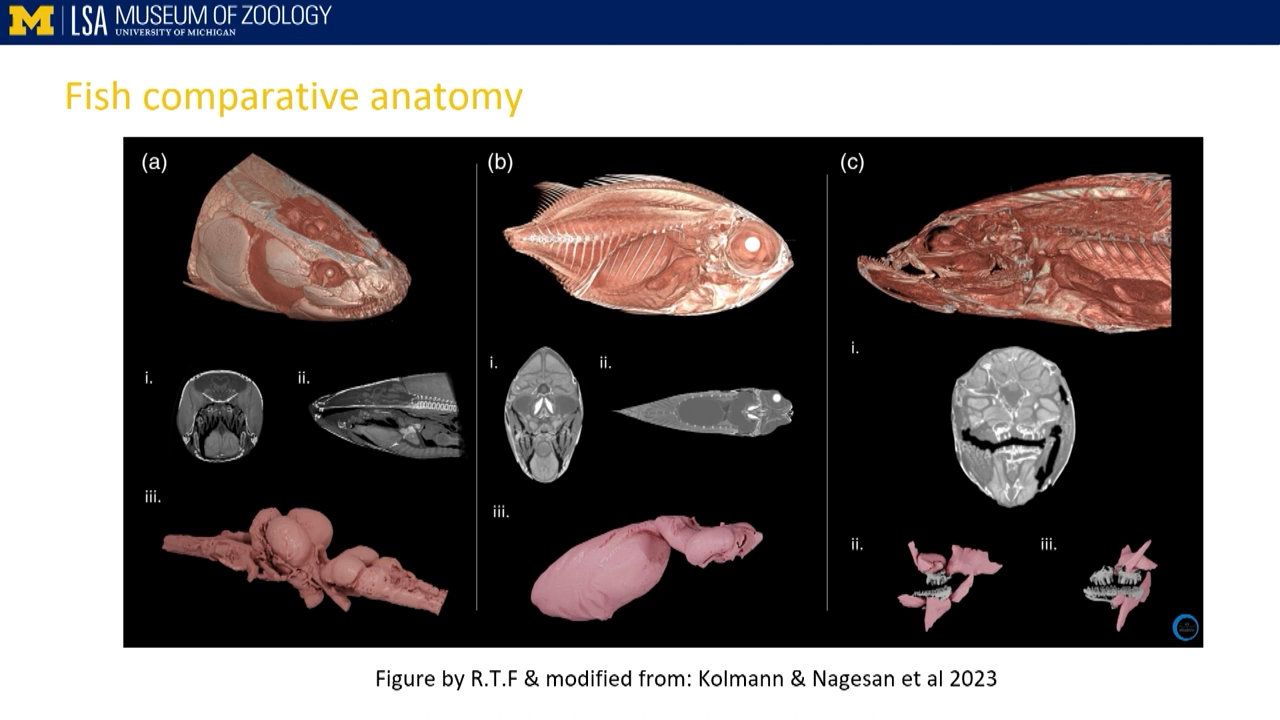 M LSA MUSEUM OF ZOOLOGY
UNIVERSITY OF MICHIGAN
Fish comparative anatomy
(a)
i.
ii.
iii.
(b)
i.
ii.
iii.
(c)
i.
ii.
iii.
Figure by R.T.F & modified from: Kolmann & Nagesan et al 2023